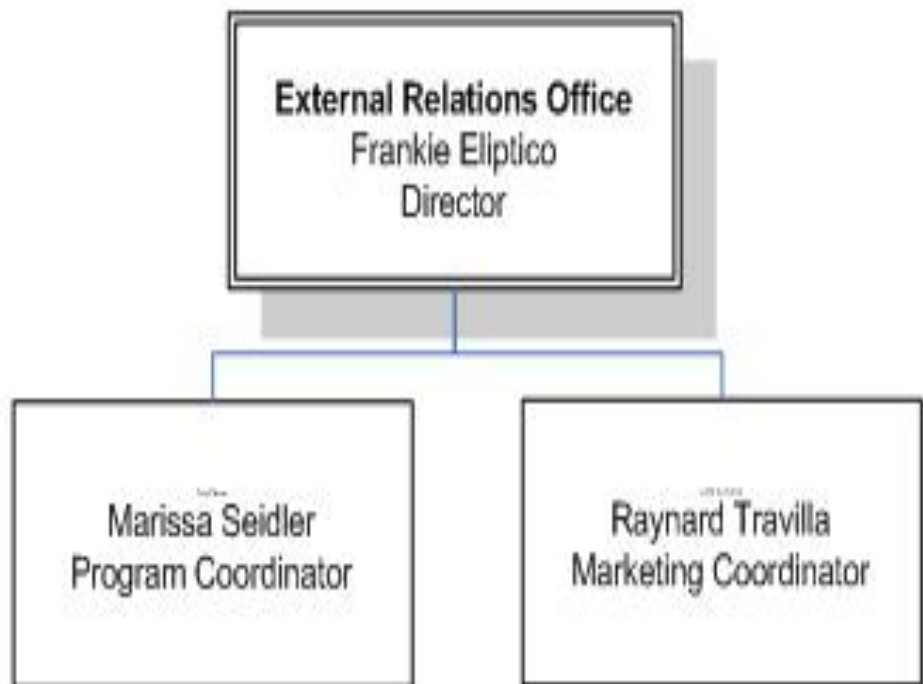 External Relations Office
Frankie Eliptico
Director
Marissa Seidler
Program Coordinator
Raynard Travilla
Marketing Coordinator